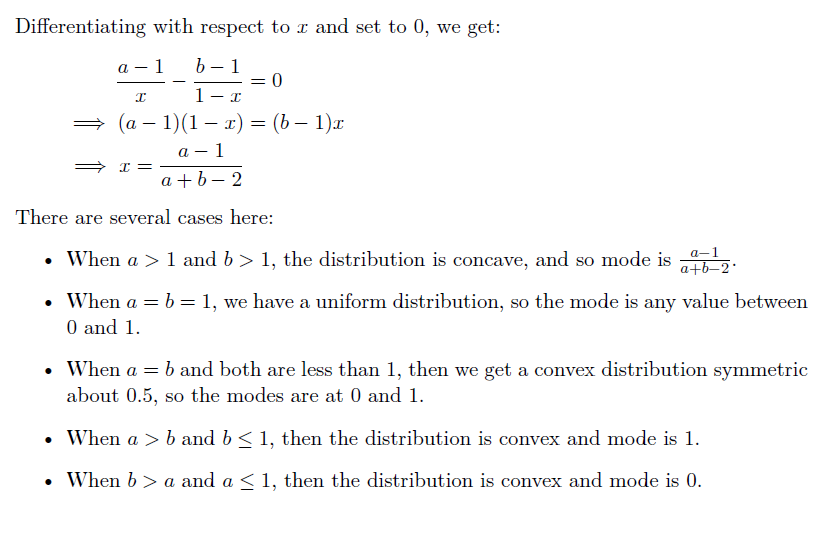 Differentiating with respect to x and set to 0, we get:
\frac{a-1}{x} - \frac{b-1}{1-x} = 0
⟹ (a − 1)(1 − x) = (b − 1)x
⟹ x = \frac{a-1}{a+b-2}
There are several cases here:
• When a > 1 and b > 1, the distribution is concave, and so mode is \frac{a-1}{a+b-2}.
• When a = b = 1, we have a uniform distribution, so the mode is any value between
0 and 1.
• When a = b and both are less than 1, then we get a convex distribution symmetric
about 0.5, so the modes are at 0 and 1.
• When a > b and b ≤ 1, then the distribution is convex and mode is 1.
• When b > a and a ≤ 1, then the distribution is convex and mode is 0.